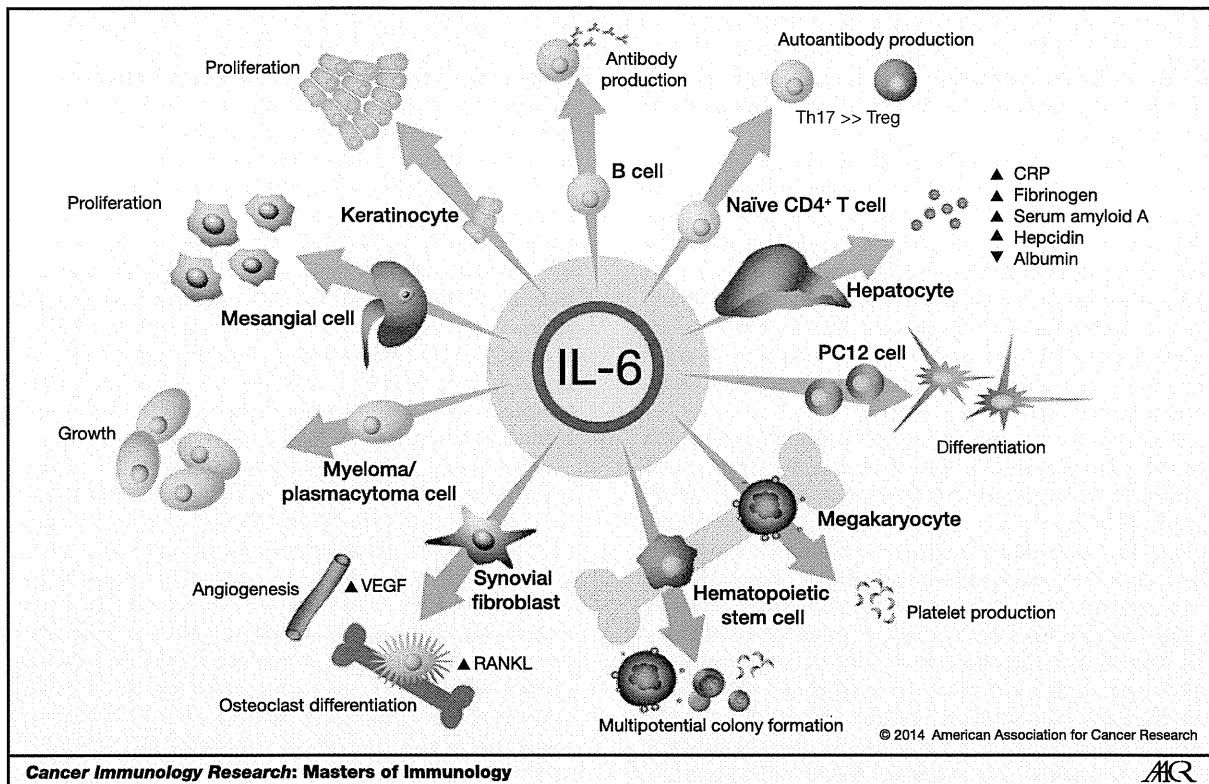 Autoantibody production
Antibody
production
Proliferation
Th17 >> Treg
B cell
Naïve CD4⁺ T cell
▲ CRP
▲ Fibrinogen
▲ Serum amyloid A
▲ Hepcidin
▼ Albumin
Proliferation
Keratinocyte
Hepatocyte
Mesangial cell
IL-6
PC12 cell
Differentiation
Growth
Myeloma/
plasmacytoma cell
Megakaryocyte
Angiogenesis
▲ VEGF
Synovial
fibroblast
Hematopoietic
stem cell
Platelet production
▲ RANKL
Osteoclast differentiation
Multipotential colony formation
© 2014 American Association for Cancer Research
Cancer Immunology Research: Masters of Immunology
AACR